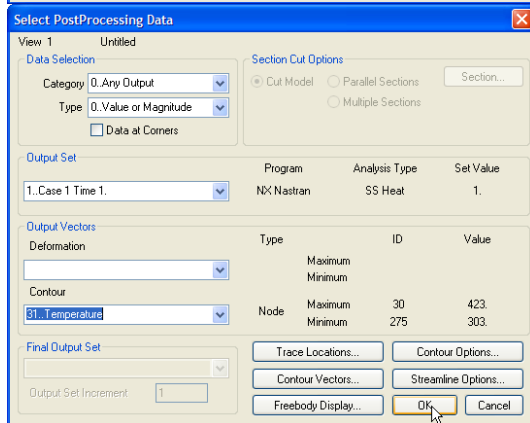 Select PostProcessing Data
View 1 Untitled
Data Selection
Category 0..Any Output
Type 0..Value or Magnitude
Data at Corners
Section Cut Options
Cut Model Parallel Sections Section...
Multiple Sections
Output Set
Program Analysis Type Set Value
1..Case 1 Time 1. NX Nastran SS Heat 1.
Output Vectors
Deformation
Type ID Value
Maximum
Minimum
Contour
31..Temperature
Node Maximum 30 423.
Minimum 275 303.
Final Output Set
Output Set Increment 1
Trace Locations... Contour Options...
Contour Vectors... Streamline Options...
Freebody Display... OK Cancel